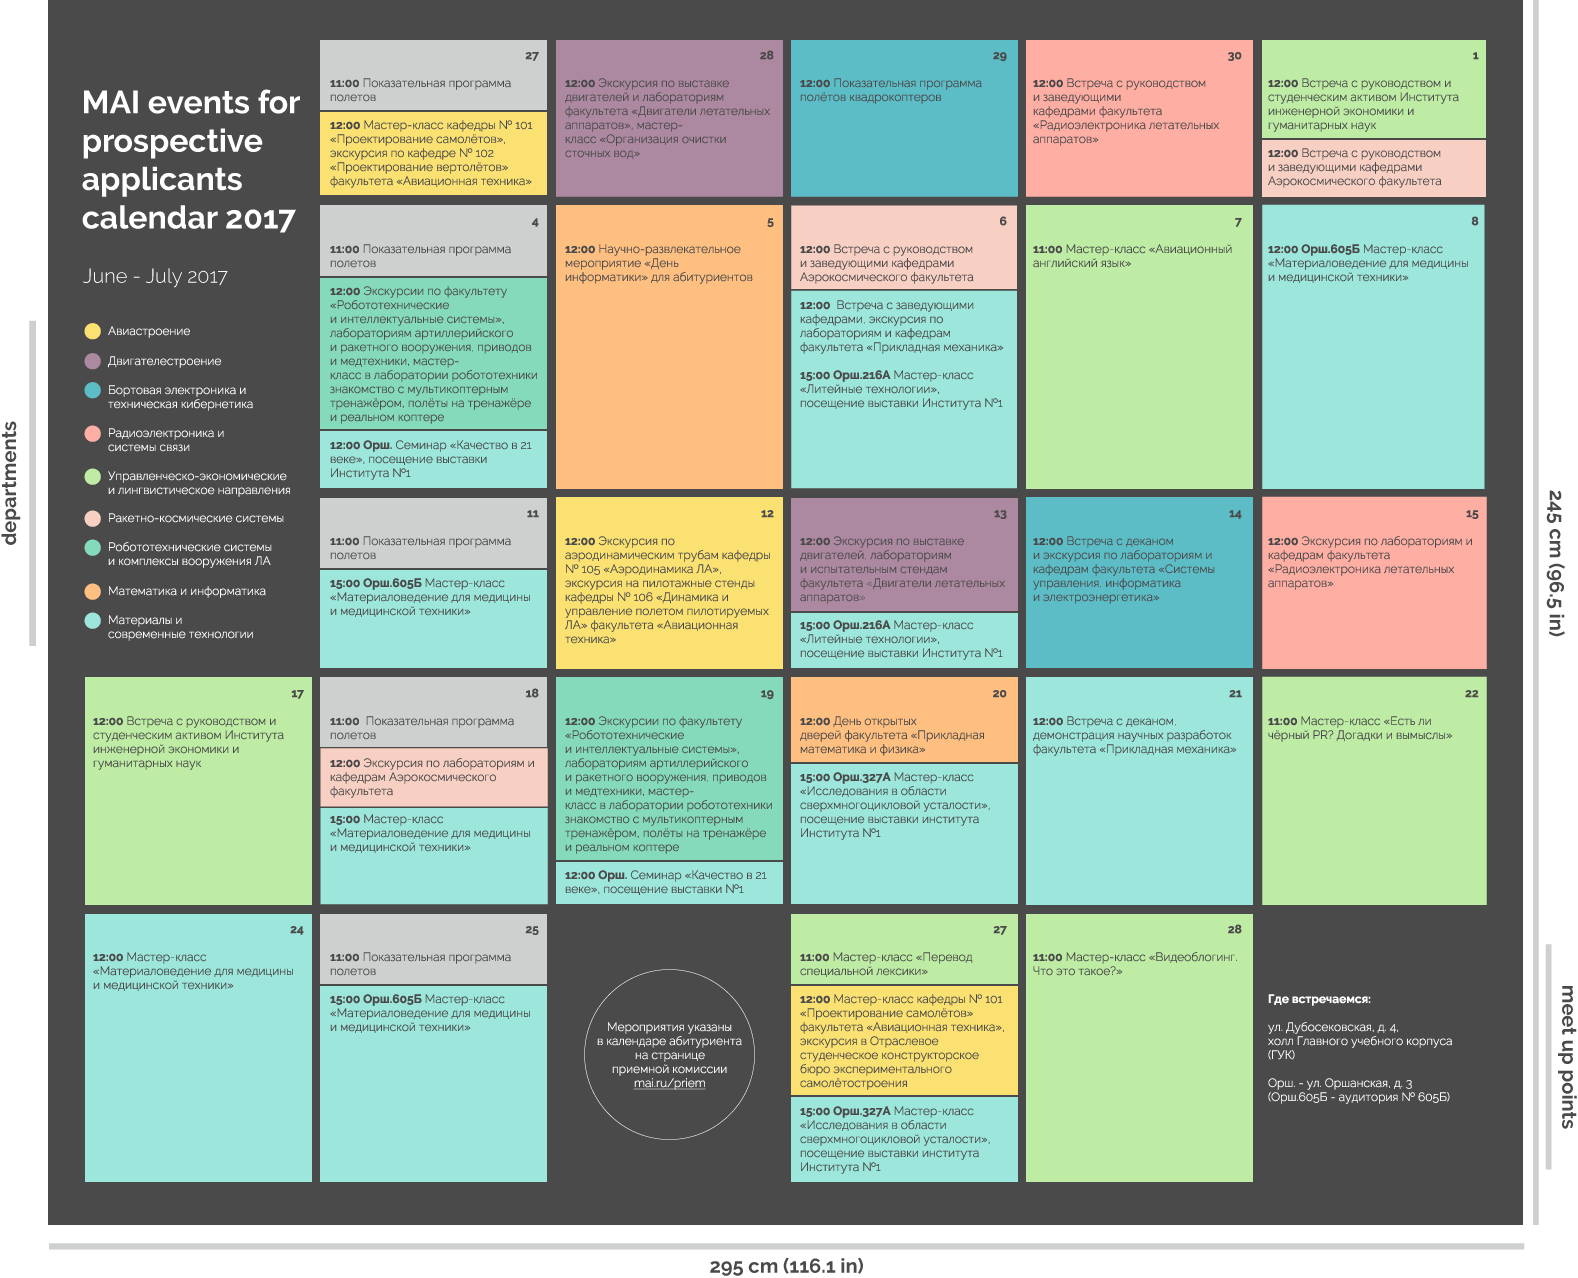 MAI events for
prospective
applicants
calendar 2017
June - July 2017
departments
Авиастроение
Двигателестроение
Бортовая электроника и
техническая кибернетика
Радиоэлектроника и
системы связи
Управленческо-экономические
и лингвистическое направления
Ракетно-космические системы
Робототехнические системы
и комплексы вооружения ЛА
Математика и информатика
Материалы и
современные технологии
27
11:00 Показательная программа
полетов
12:00 Мастер-класс кафедры № 101
«Проектирование самолётов»,
экскурсия по кафедре № 102
«Проектирование вертолётов»
факультета «Авиационная техника»
28
12:00 Экскурсия по выставке
двигателей и лабораториям
факультета «Двигатели летательных
аппаратов», мастер-
класс «Организация очистки
сточных вод»
29
12:00 Показательная программа
полётов квадрокоптеров
30
12:00 Встреча с руководством
и заведующими
кафедрами факультета
«Радиоэлектроника летательных
аппаратов»
1
12:00 Встреча с руководством и
студенческим активом Института
инженерной экономики и
гуманитарных наук
12:00 Встреча с руководством
и заведующими кафедрами
Аэрокосмического факультета
4
11:00 Показательная программа
полетов
12:00 Экскурсии по факультету
«Робототехнические
и интеллектуальные системы»,
лабораториям артиллерийского
и ракетного вооружения, приводов
и медтехники, мастер-
класс в лаборатории робототехники
знакомство с мультикоптерным
тренажёром, полёты на тренажёре
и реальном коптере
12:00 Орш. Семинар «Качество в 21
веке», посещение выставки
Института №1
5
12:00 Научно-развлекательное
мероприятие «День
информатики» для абитуриентов
6
12:00 Встреча с руководством
и заведующими кафедрами
Аэрокосмического факультета
12:00 Встреча с заведующими
кафедрами, экскурсия по
лабораториям и кафедрам
факультета «Прикладная механика»
15:00 Орш.216А Мастер-класс
«Литейные технологии»,
посещение выставки Института №1
7
11:00 Мастер-класс «Авиационный
английский язык»
8
12:00 Орш.605Б Мастер-класс
«Материаловедение для медицины
и медицинской техники»
11
11:00 Показательная программа
полетов
15:00 Орш.605Б Мастер-класс
«Материаловедение для медицины
и медицинской техники»
12
12:00 Экскурсия по
аэродинамическим трубам кафедры
№ 105 «Аэродинамика ЛА»,
экскурсия на пилотажные стенды
кафедры № 106 «Динамика и
управление полетом пилотируемых
ЛА» факультета «Авиационная
техника»
13
12:00 Экскурсия по выставке
двигателей, лабораториям
и испытательным стендам
факультета «Двигатели летательных
аппаратов»
15:00 Орш.216А Мастер-класс
«Литейные технологии»,
посещение выставки Института №1
14
12:00 Встреча с деканом
и экскурсия по лабораториям и
кафедрам факультета «Системы
управления, информатика
и электроэнергетика»
15
12:00 Экскурсия по лабораториям и
кафедрам факультета
«Радиоэлектроника летательных
аппаратов»
17
12:00 Встреча с руководством и
студенческим активом Института
инженерной экономики и
гуманитарных наук
18
11:00 Показательная программа
полетов
12:00 Экскурсия по лабораториям и
кафедрам Аэрокосмического
факультета
15:00 Мастер-класс
«Материаловедение для медицины
и медицинской техники»
19
12:00 Экскурсии по факультету
«Робототехнические
и интеллектуальные системы»,
лабораториям артиллерийского
и ракетного вооружения, приводов
и медтехники, мастер-
класс в лаборатории робототехники
знакомство с мультикоптерным
тренажёром, полёты на тренажёре
и реальном коптере
12:00 Орш. Семинар «Качество в 21
веке», посещение выставки №1
20
12:00 День открытых
дверей факультета «Прикладная
математика и физика»
15:00 Орш.327А Мастер-класс
«Исследования в области
сверхмногоцикловой усталости»,
посещение выставки института
Института №1
21
12:00 Встреча с деканом,
демонстрация научных разработок
факультета «Прикладная механика»
22
11:00 Мастер-класс «Есть ли
чёрный PR? Догадки и вымыслы»
24
12:00 Мастер-класс
«Материаловедение для медицины
и медицинской техники»
25
11:00 Показательная программа
полетов
15:00 Орш.605Б Мастер-класс
«Материаловедение для медицины
и медицинской техники»
Мероприятия указаны
в календаре абитуриента
на странице
приемной комиссии
mai.ru/priem
27
11:00 Мастер-класс «Перевод
специальной лексики»
12:00 Мастер-класс кафедры № 101
«Проектирование самолётов»
факультета «Авиационная техника»,
экскурсия в Отраслевое
студенческое конструкторское
бюро экспериментального
самолётостроения
15:00 Орш.327А Мастер-класс
«Исследования в области
сверхмногоцикловой усталости»,
посещение выставки института
Института №1
28
11:00 Мастер-класс «Видеоблогинг.
Что это такое?»
Где встречаемся:
ул. Дубосековская, д. 4,
холл Главного учебного корпуса
(ГУК)
Орш. - ул. Оршанская, д. 3
(Орш.605Б - аудитория № 605Б)
245 cm (96.5 in)
meet up points
295 cm (116.1 in)